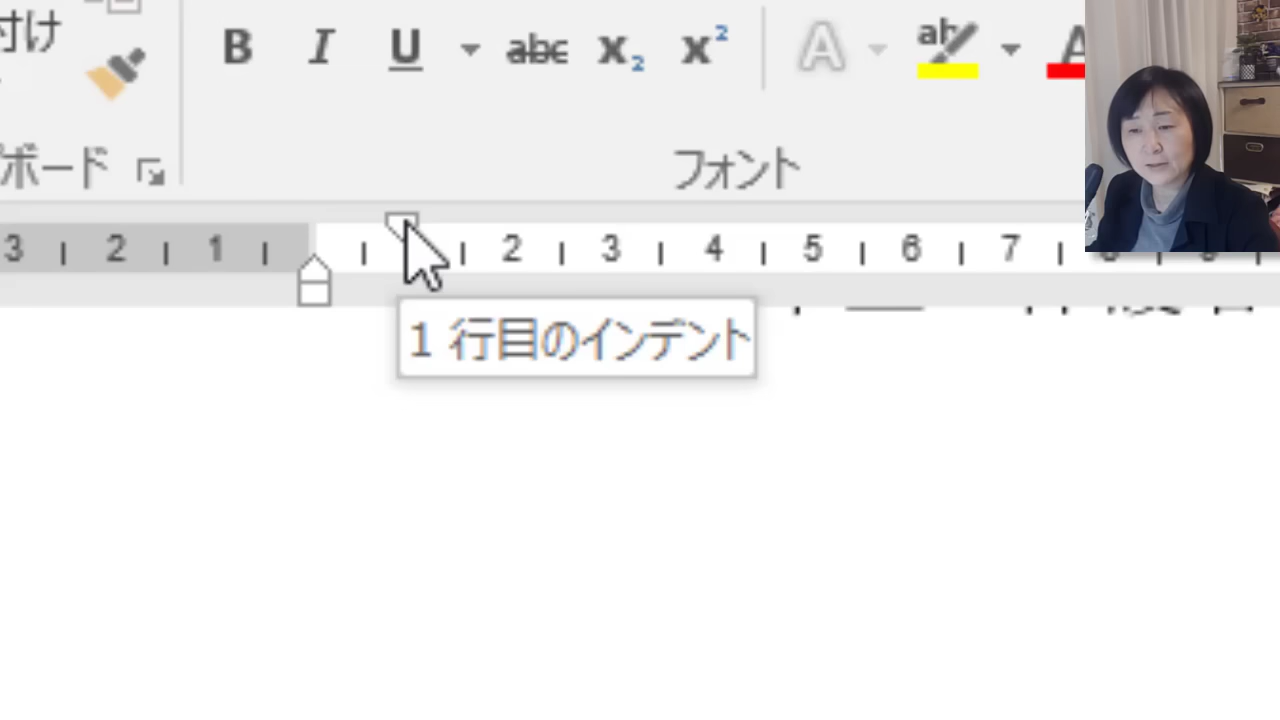 付け
B I U abc x₂ x² A ab A
ボード
フォント
3 2 1 2 3 4 5 6 7
1 行目のインデント